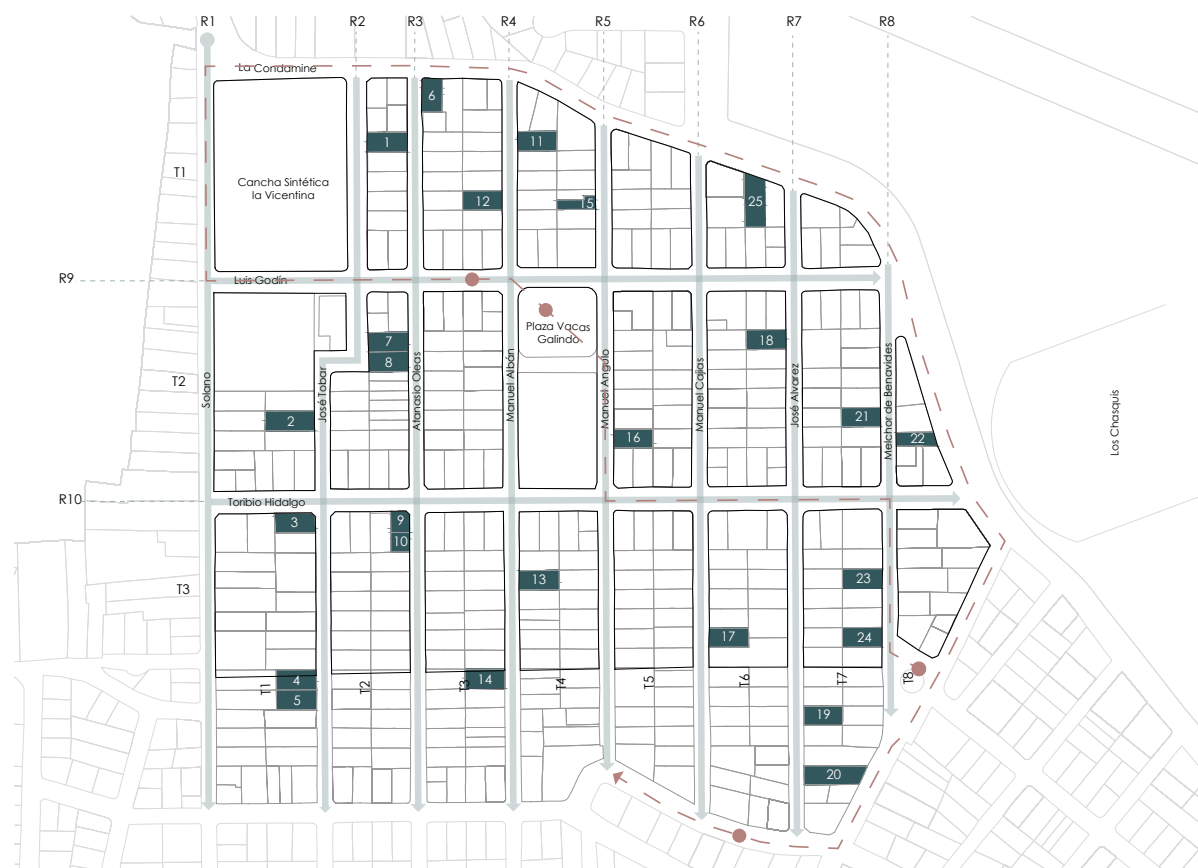 R1
R2
R3
R4
R5
R6
R7
R8
La Condamine
6
1
11
T1
Cancha Sintética
la Vicentina
12
15
25
R9
Luis Godín
Plaza Vacas
Galindo
7
8
18
T2
Solano
José Tobar
Atanasio Oleas
Manuel Albán
Manuel Angulo
Manuel Cajías
José Alvarez
Melchor de Benavides
Los Chasquis
2
16
21
22
R10
Toribio Hidalgo
3
9
10
T3
13
23
17
24
4
5
T1
T2
T3
14
T4
T5
T6
T7
T8
19
20